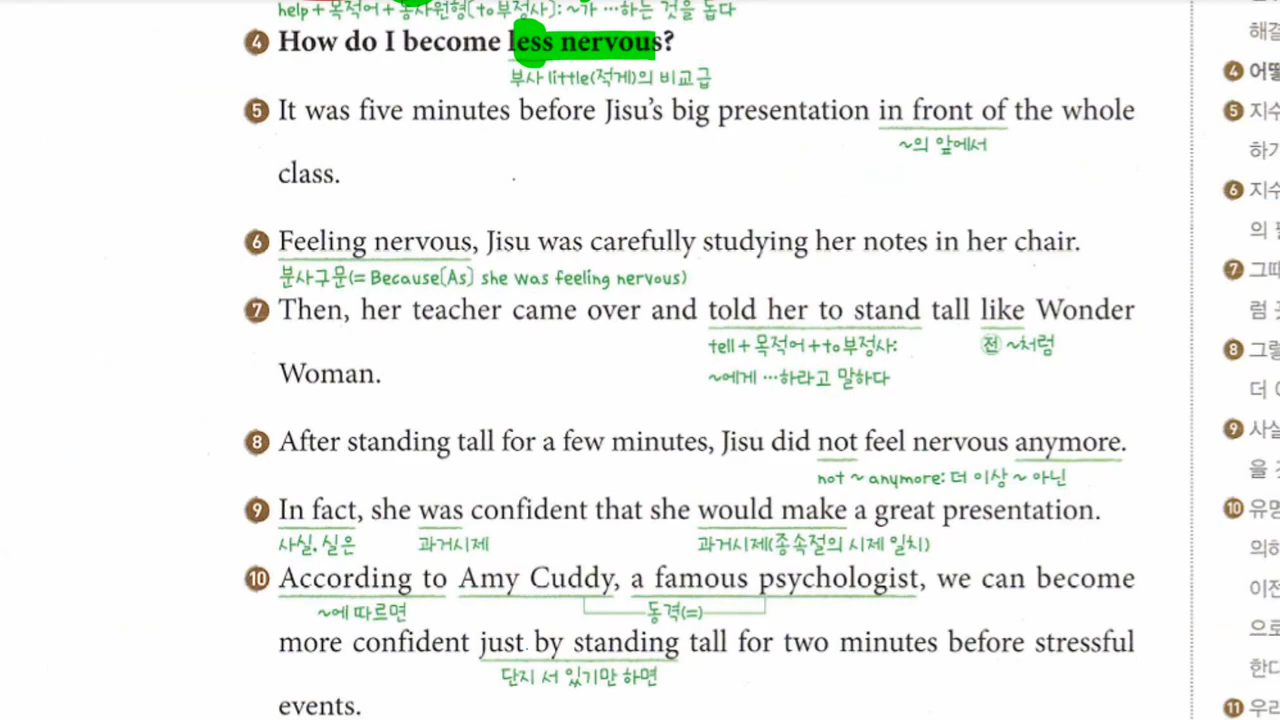 help + 목적어 + 동사원형(to부정사): ~가 …하는 것을 돕다
4 How do I become less nervous?
부사 little(적게)의 비교급
5 It was five minutes before Jisu’s big presentation in front of the whole
~의 앞에서
class.
6 Feeling nervous, Jisu was carefully studying her notes in her chair.
분사구문(= Because[As] she was feeling nervous)
7 Then, her teacher came over and told her to stand tall like Wonder
tell + 목적어 + to부정사: 전 ~처럼
Woman.
~에게 …하라고 말하다
8 After standing tall for a few minutes, Jisu did not feel nervous anymore.
not ~ anymore: 더 이상 ~ 아닌
9 In fact, she was confident that she would make a great presentation.
사실, 실은 과거시제 과거시제(종속절의 시제 일치)
10 According to Amy Cuddy, a famous psychologist, we can become
~에 따르면 동격(=)
more confident just by standing tall for two minutes before stressful
단지 서 있기만 하면
events.
해결
4 어떻
5 지수
하기
6 지수
의
7 그때
럼
8 그렇
더
9 사실
을
10 유명
의하
이전
으로
한다
11 우리